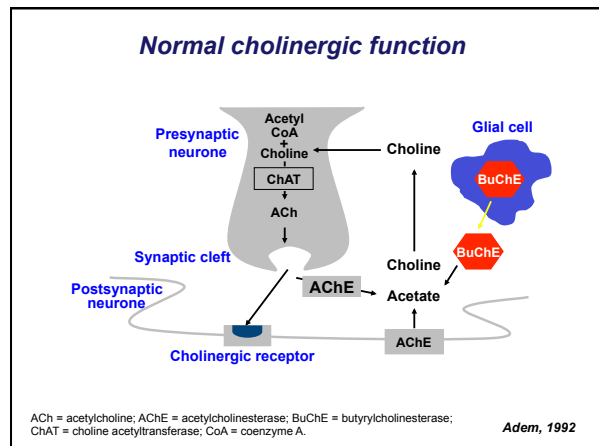 Normal cholinergic function
Presynaptic
neurone
Acetyl
CoA
+
Choline
ChAT
ACh
Choline
Glial cell
BuChE
BuChE
Synaptic cleft
Postsynaptic
neurone
AChE
Choline
Acetate
AChE
Cholinergic receptor
ACh = acetylcholine; AChE = acetylcholinesterase; BuChE = butyrylcholinesterase;
ChAT = choline acetyltransferase; CoA = coenzyme A.
Adem, 1992